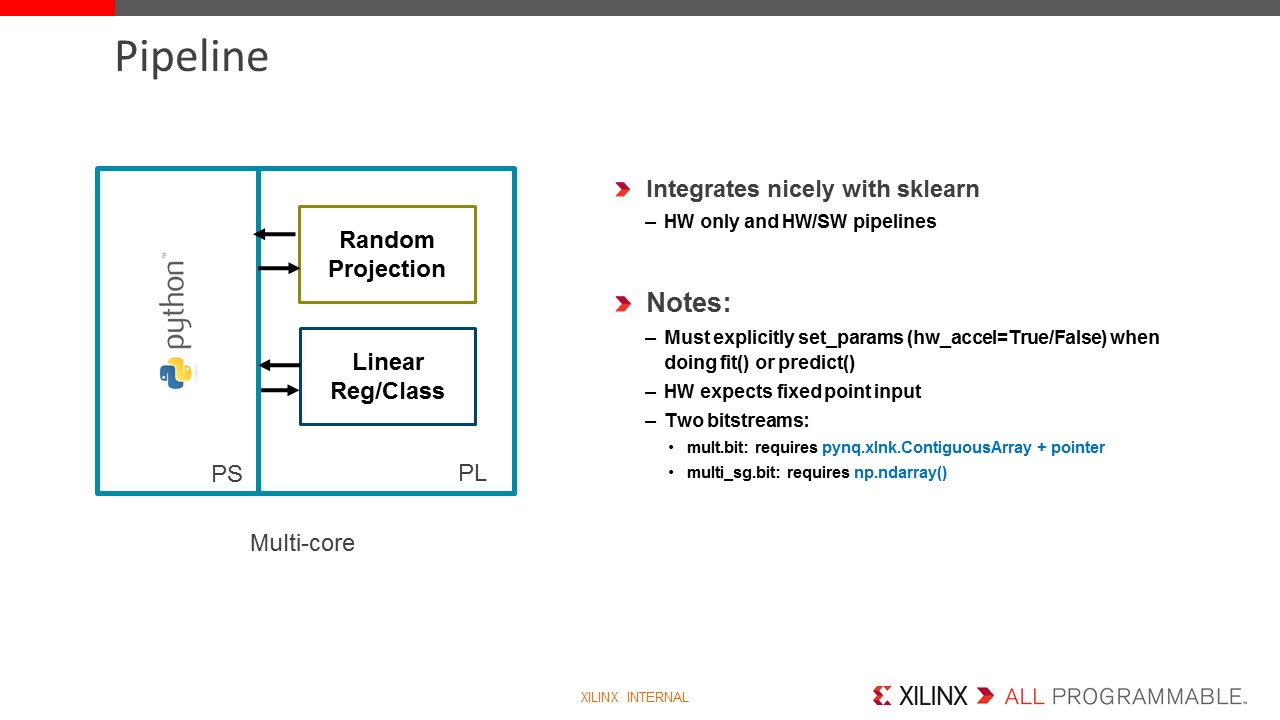 Pipeline
Random
Projection
Linear
Reg/Class
python™
PS
PL
Multi-core
Integrates nicely with sklearn
– HW only and HW/SW pipelines
Notes:
– Must explicitly set_params (hw_accel=True/False) when
doing fit() or predict()
– HW expects fixed point input
– Two bitstreams:
• mult.bit: requires pynq.xlnk.ContiguousArray + pointer
• multi_sg.bit: requires np.ndarray()
XILINX INTERNAL
XILINX ALL PROGRAMMABLE™